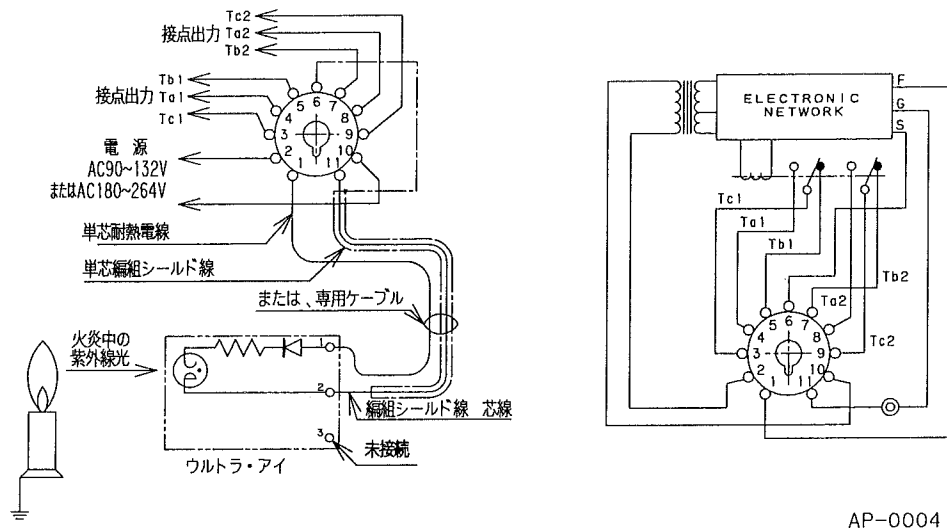 Tc2
接点出力 Ta2
Tb2
Tb1
接点出力 Ta1
Tc1
電 源
AC90~132V
またはAC180~264V
1
2
3
4
5
6
7
8
9
10
11
単芯耐熱電線
単芯編組シールド線
または、専用ケーブル
火炎中の
紫外線光
1
2
3
編組シールド線 芯線
未接続
ウルトラ・アイ
ELECTRONIC
NETWORK
F
G
S
Tc1
Ta1
Tb1
Tb2
Ta2
Tc2
1
2
3
4
5
6
7
8
9
10
11
AP-0004